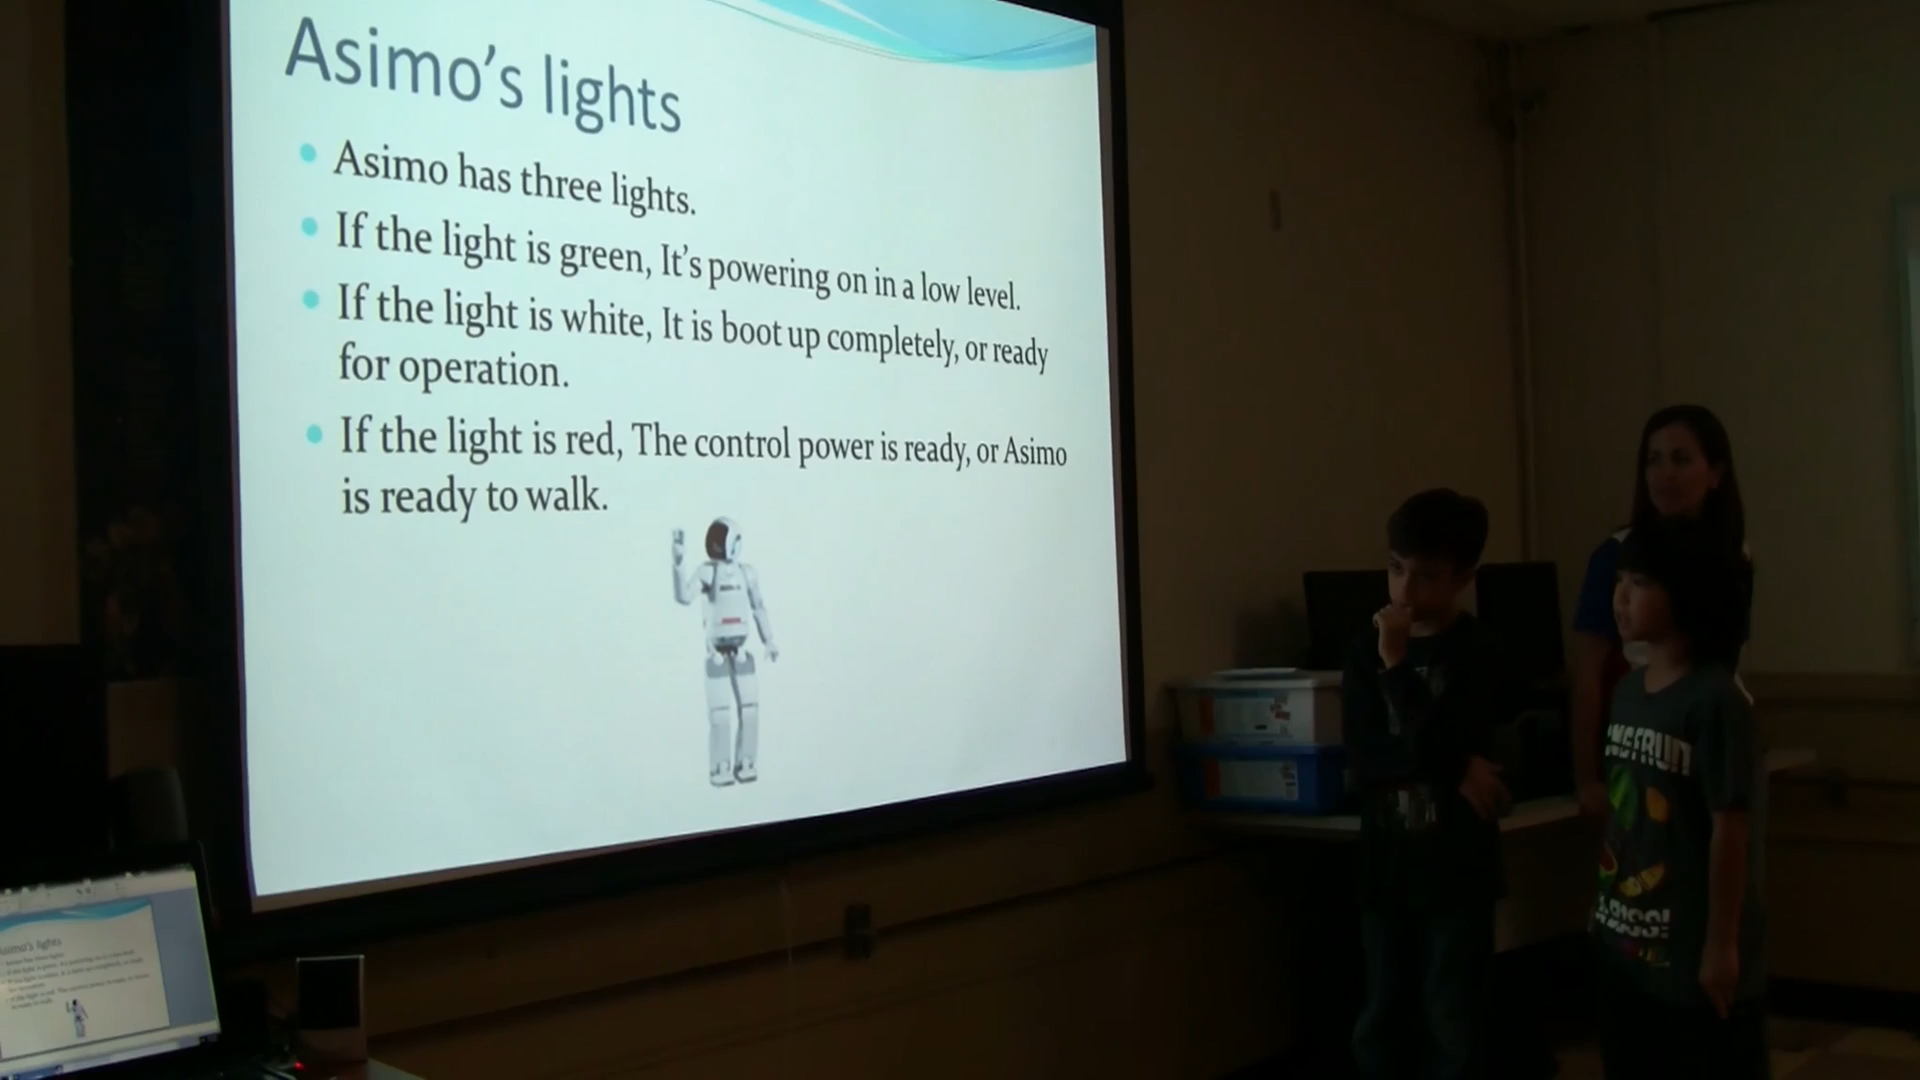 Asimo's lights
Asimo has three lights.
If the light is green, It's powering on in a low level.
If the light is white, It is boot up completely, or ready
for operation.
If the light is red, The control power is ready, or Asimo
is ready to walk.
Asimo's lights